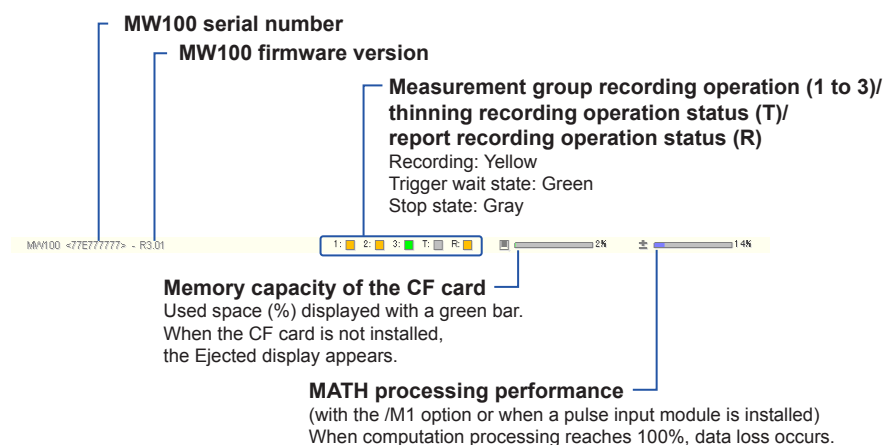 MW100 serial number
MW100 firmware version
Measurement group recording operation (1 to 3)/
thinning recording operation status (T)/
report recording operation status (R)
Recording: Yellow
Trigger wait state: Green
Stop state: Gray
MW100 <77E777777> - R3.01 1: 2: 3: T: R: 2% 14%
Memory capacity of the CF card
Used space (%) displayed with a green bar.
When the CF card is not installed,
the Ejected display appears.
MATH processing performance
(with the /M1 option or when a pulse input module is installed)
When computation processing reaches 100%, data loss occurs.